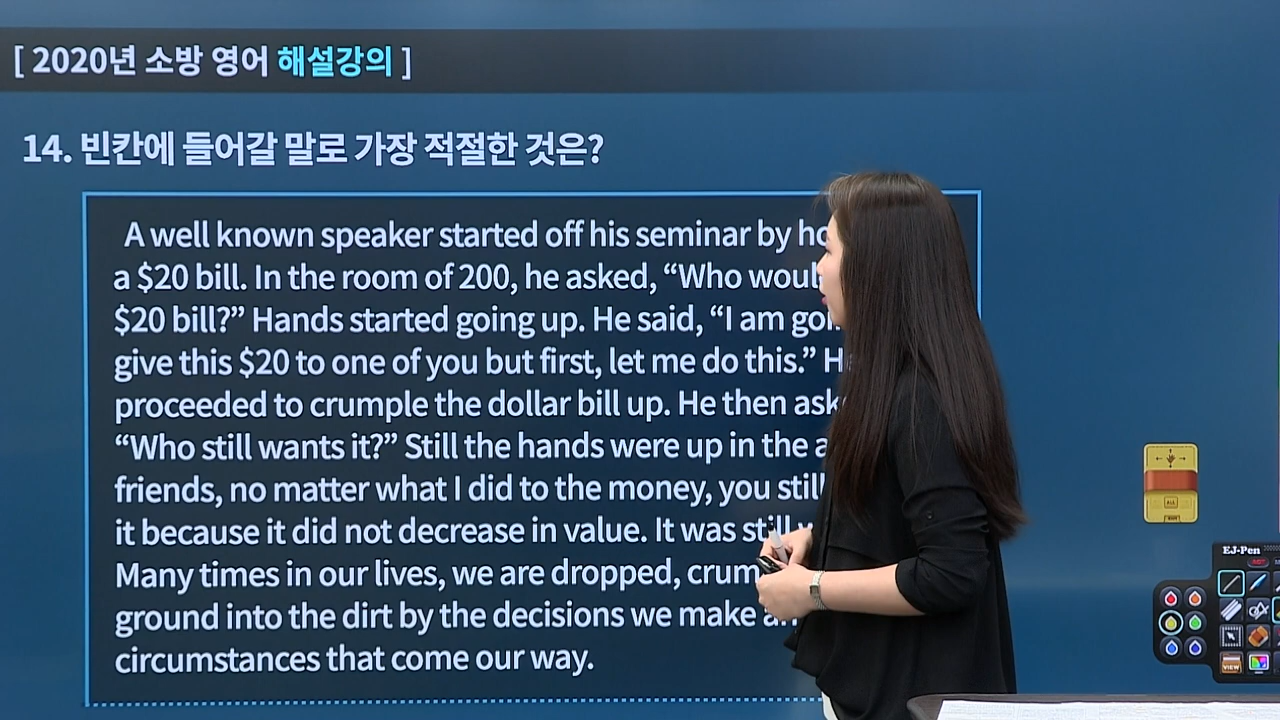 [ 2020년 소방 영어 해설강의 ]
14. 빈칸에 들어갈 말로 가장 적절한 것은?
A well known speaker started off his seminar by
a $20 bill. In the room of 200, he asked, “Who
$20 bill?” Hands started going up. He said, “I am
give this $20 to one of you but first, let me do this.”
proceeded to crumple the dollar bill up. He then
“Who still wants it?” Still the hands were up in the
friends, no matter what I did to the money, you still
it because it did not decrease in value. It was still
Many times in our lives, we are dropped,
ground into the dirt by the decisions we make
circumstances that come our way.
ALL
EJ-Pen
VIEW